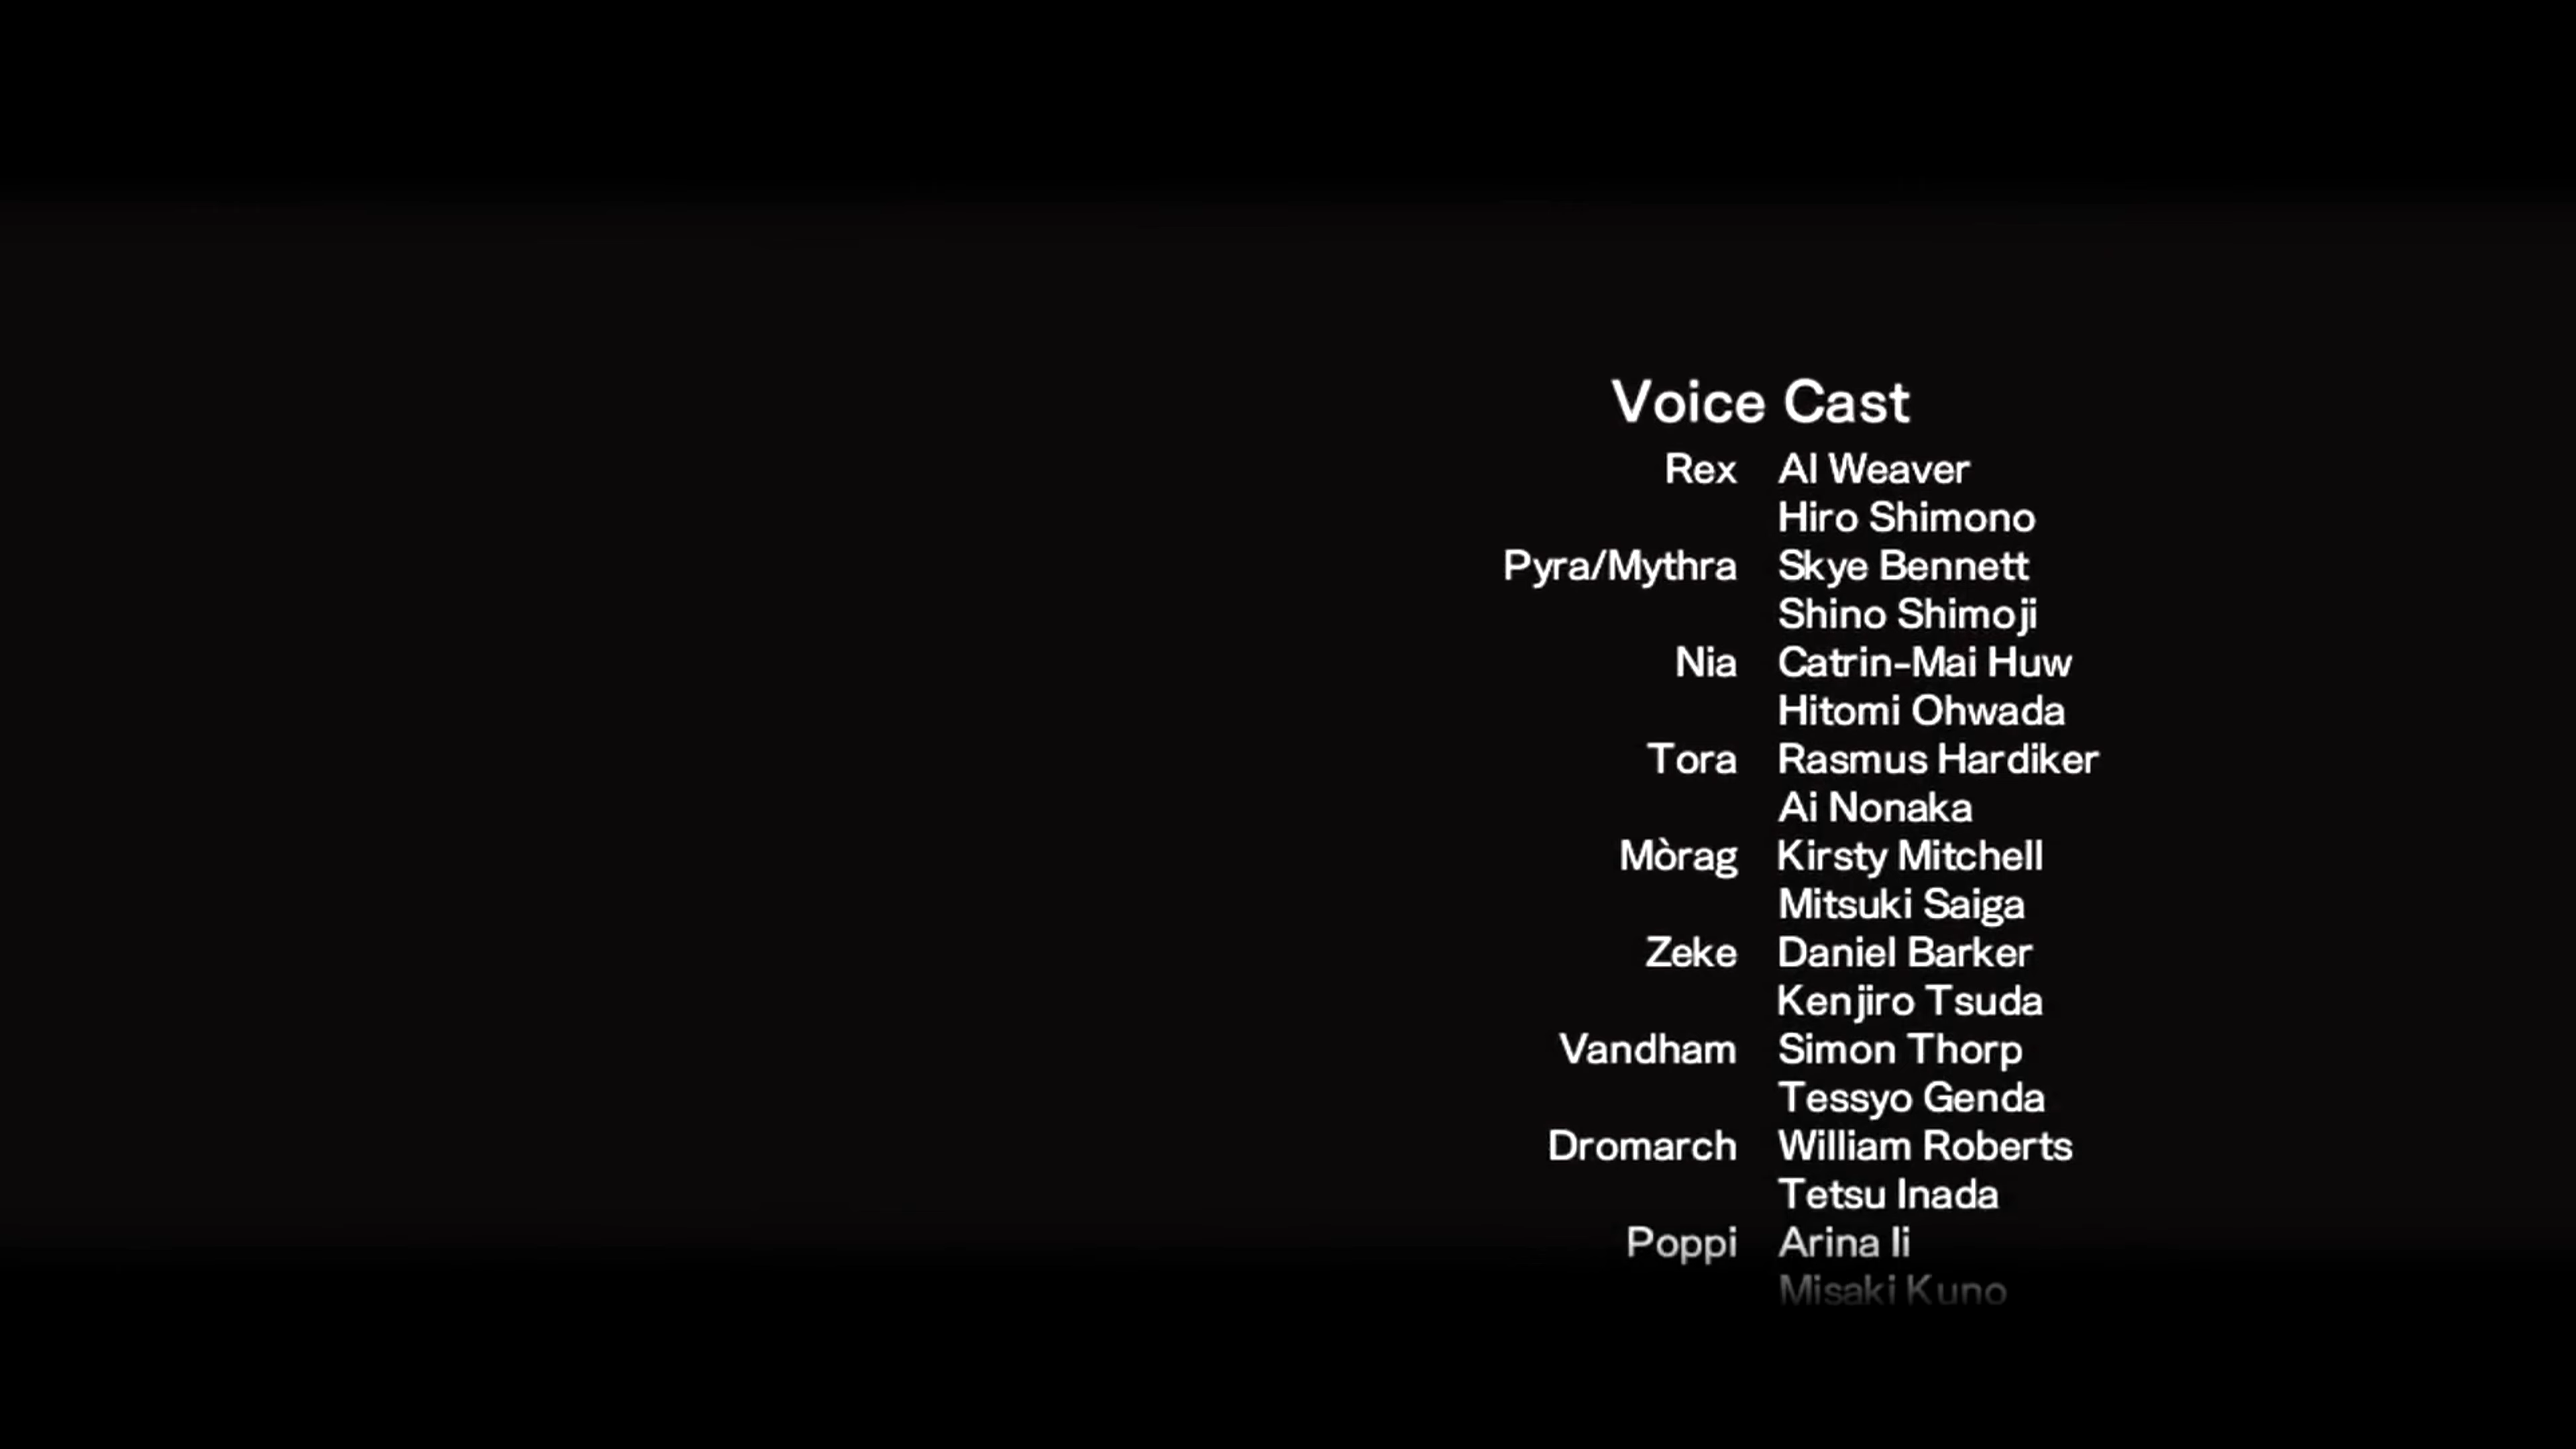 Voice Cast
Rex Al Weaver
Hiro Shimono
Pyra/Mythra Skye Bennett
Shino Shimoji
Nia Catrin-Mai Huw
Hitomi Ohwada
Tora Rasmus Hardiker
Ai Nonaka
Mòrag Kirsty Mitchell
Mitsuki Saiga
Zeke Daniel Barker
Kenjiro Tsuda
Vandham Simon Thorp
Tessyo Genda
Dromarch William Roberts
Tetsu Inada
Poppi Arina Ii
Misaki Kuno